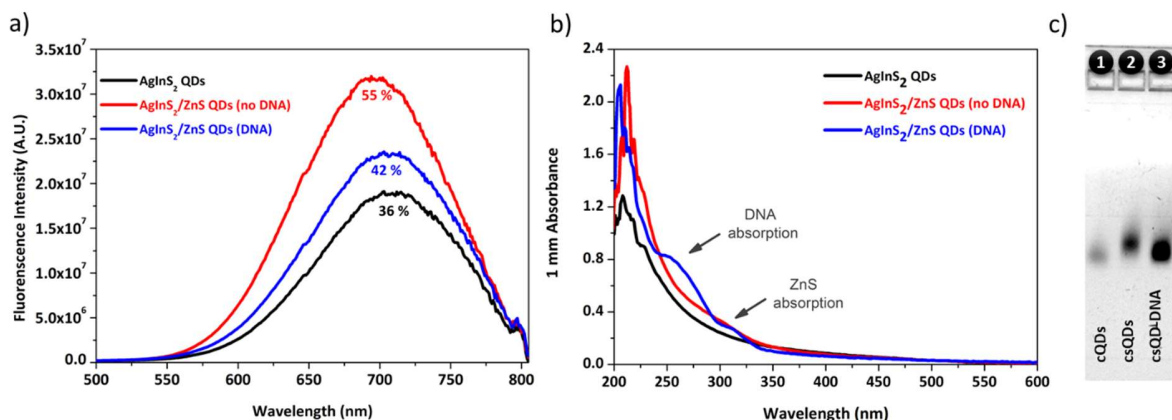 a)
3.5x10⁷
3.0x10⁷
2.5x10⁷
2.0x10⁷
1.5x10⁷
1.0x10⁷
5.0x10⁶
0.0
Fluorescence Intensity (A.U.)
AgInS₂ QDs
AgInS₂/ZnS QDs (no DNA)
AgInS₂/ZnS QDs (DNA)
55 %
42 %
36 %
500 550 600 650 700 750 800
Wavelength (nm)
b)
2.4
2.0
1.6
1.2
0.8
0.4
0.0
1 mm Absorbance
AgInS₂ QDs
AgInS₂/ZnS QDs (no DNA)
AgInS₂/ZnS QDs (DNA)
DNA
absorption
ZnS
absorption
200 250 300 350 400 450 500 550 600
Wavelength (nm)
c)
1 2 3
cQDs
csQDs
csQD-DNA